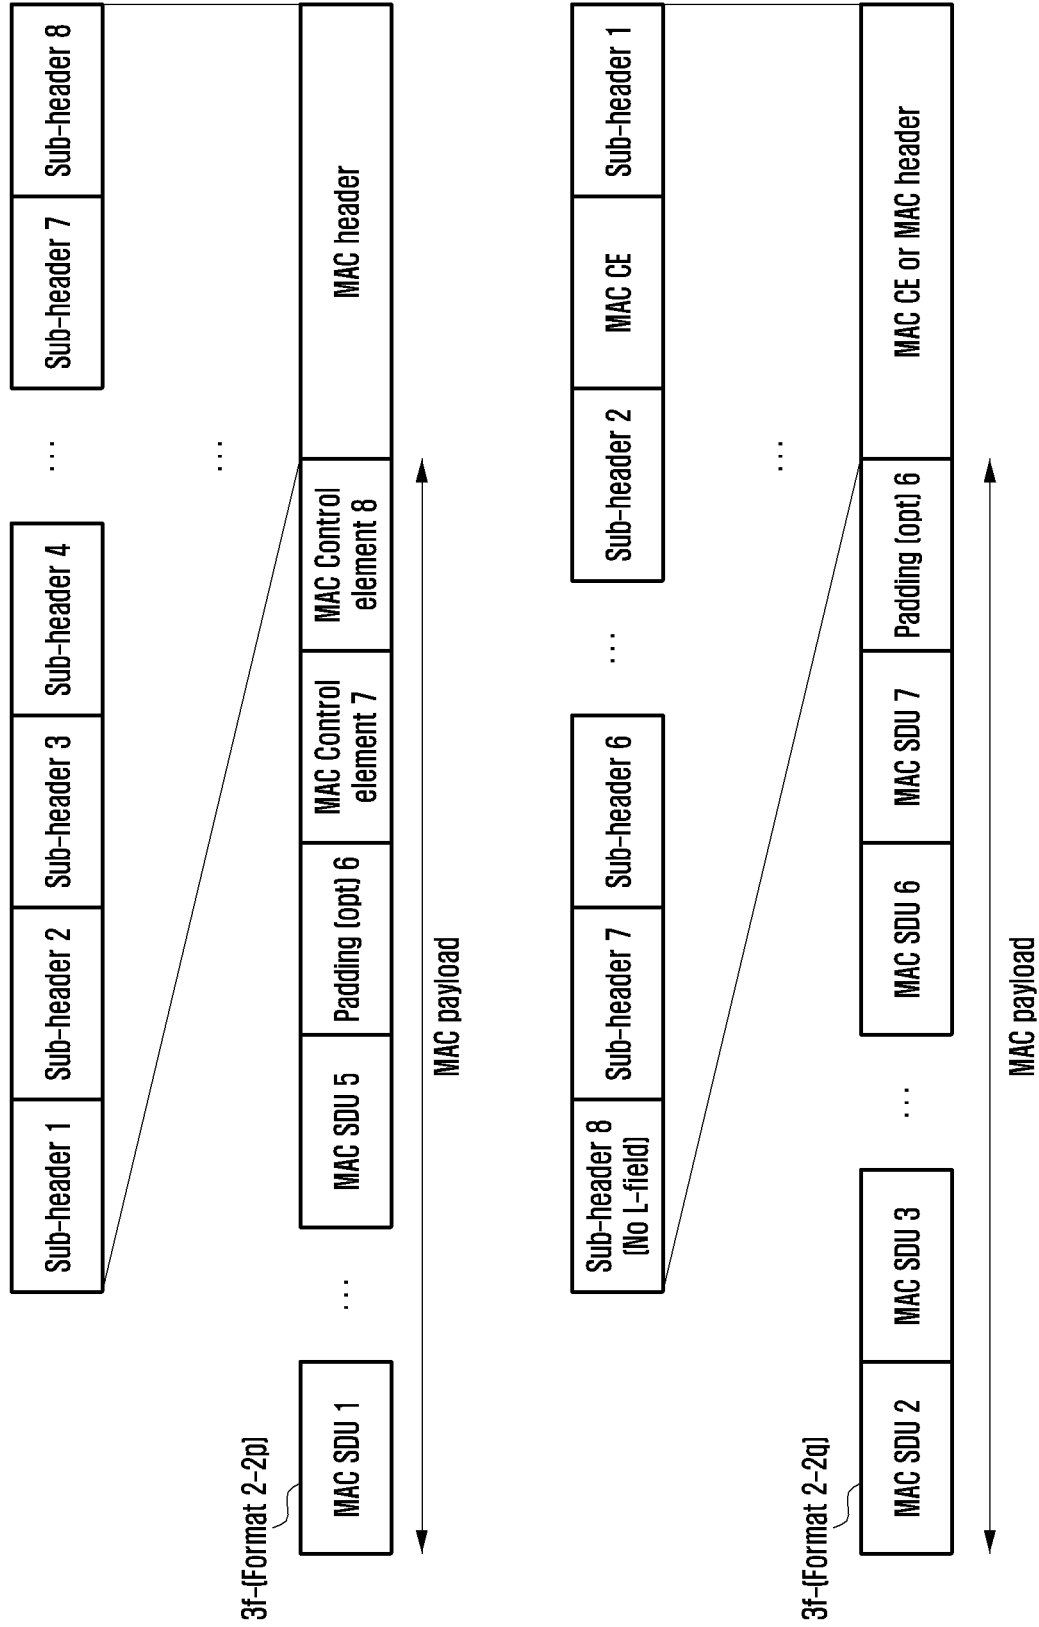 Sub-header 1
Sub-header 2
Sub-header 3
Sub-header 4
...
Sub-header 7
Sub-header 8
...
3f-(Format 2-2p)
MAC SDU 1
...
MAC SDU 5
Padding (opt) 6
MAC Control
element 7
MAC Control
element 8
MAC header
MAC payload
Sub-header 8
(No L-field)
Sub-header 7
Sub-header 6
...
Sub-header 2
MAC CE
Sub-header 1
...
3f-(Format 2-2q)
MAC SDU 2
MAC SDU 3
...
MAC SDU 6
MAC SDU 7
Padding (opt) 6
MAC CE or MAC header
MAC payload